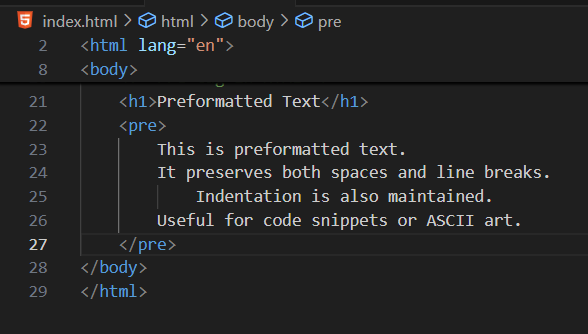 index.html > html > body > pre
2 <html lang="en">
8 <body>
21 <h1>Preformatted Text</h1>
22 <pre>
23 This is preformatted text.
24 It preserves both spaces and line breaks.
25 Indentation is also maintained.
26 Useful for code snippets or ASCII art.
27 </pre>
28 </body>
29 </html>